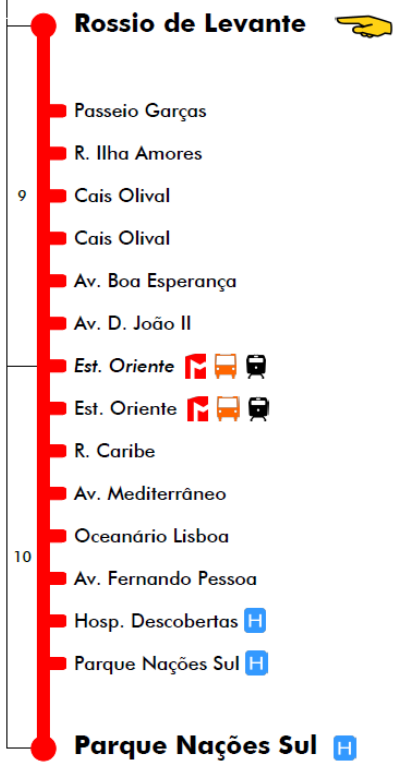 Rossio de Levante
Passeio Garças
R. Ilha Amores
9
Cais Olival
Cais Olival
Av. Boa Esperança
Av. D. João II
Est. Oriente M
Est. Oriente M
R. Caribe
Av. Mediterrâneo
Oceanário Lisboa
10
Av. Fernando Pessoa
Hosp. Descobertas H
Parque Nações Sul H
Parque Nações Sul H